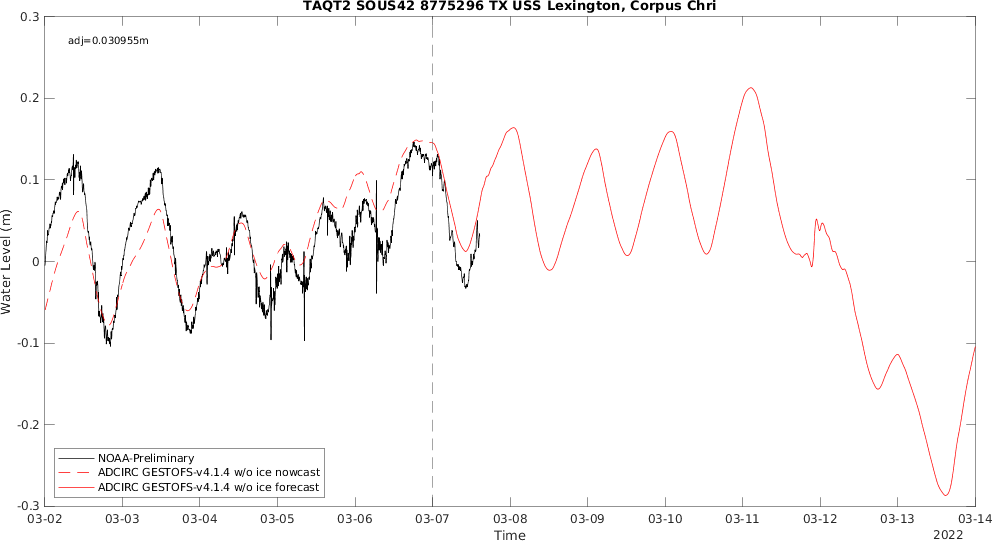 TAQT2 SOUS42 8775296 TX USS Lexington, Corpus Chri
adj=0.030955m
0.3
0.2
0.1
0
-0.1
-0.2
-0.3
Water Level (m)
NOAA-Preliminary
ADCIRC GESTOFS-v4.1.4 w/o ice nowcast
ADCIRC GESTOFS-v4.1.4 w/o ice forecast
03-02 03-03 03-04 03-05 03-06 03-07 03-08 03-09 03-10 03-11 03-12 03-13 03-14
Time
2022